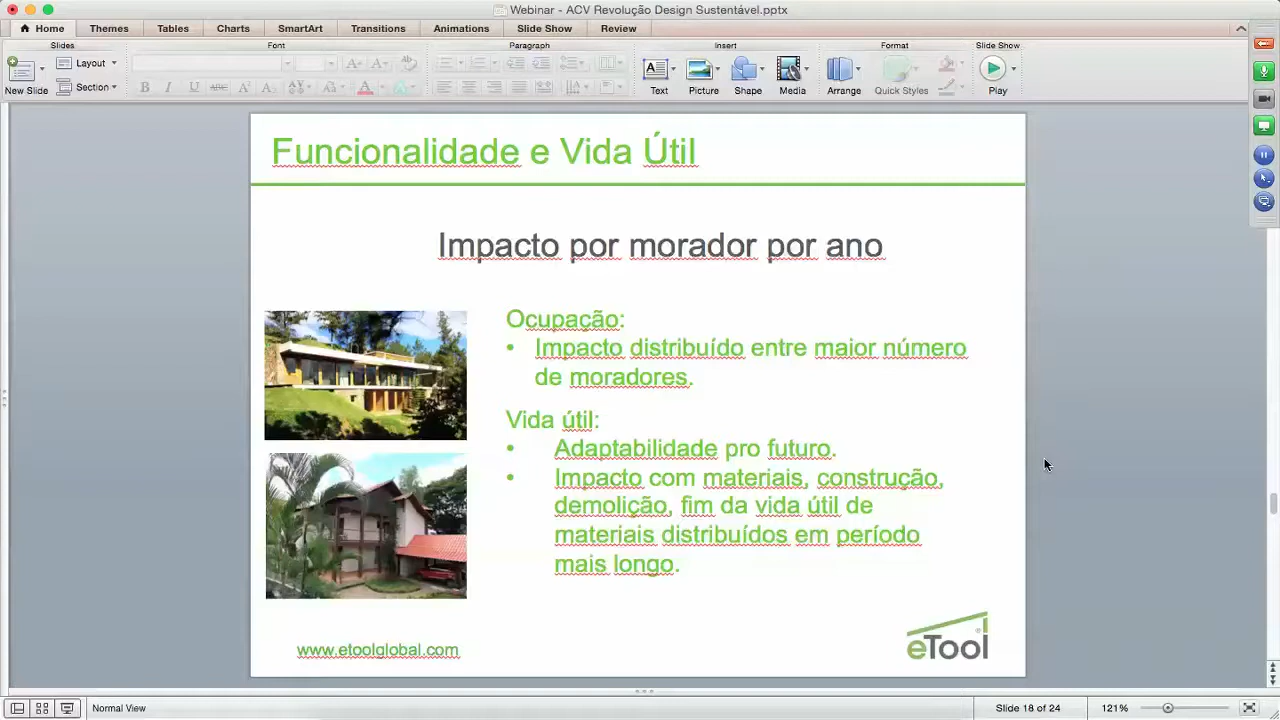 Webinar - ACV Revolução Design Sustentável.pptx
Home Themes Tables Charts SmartArt Transitions Animations Slide Show Review
Slides Font Paragraph Insert Format Slide Show
New Slide Layout Section Text Picture Shape Media Arrange Quick Styles Play
Funcionalidade e Vida Útil
Impacto por morador por ano
Ocupação:
• Impacto distribuído entre maior número
de moradores.
Vida útil:
• Adaptabilidade pro futuro.
• Impacto com materiais, construção,
demolição, fim da vida útil de
materiais distribuídos em período
mais longo.
www.etoolglobal.com
eTool
Normal View Slide 18 of 24 121%